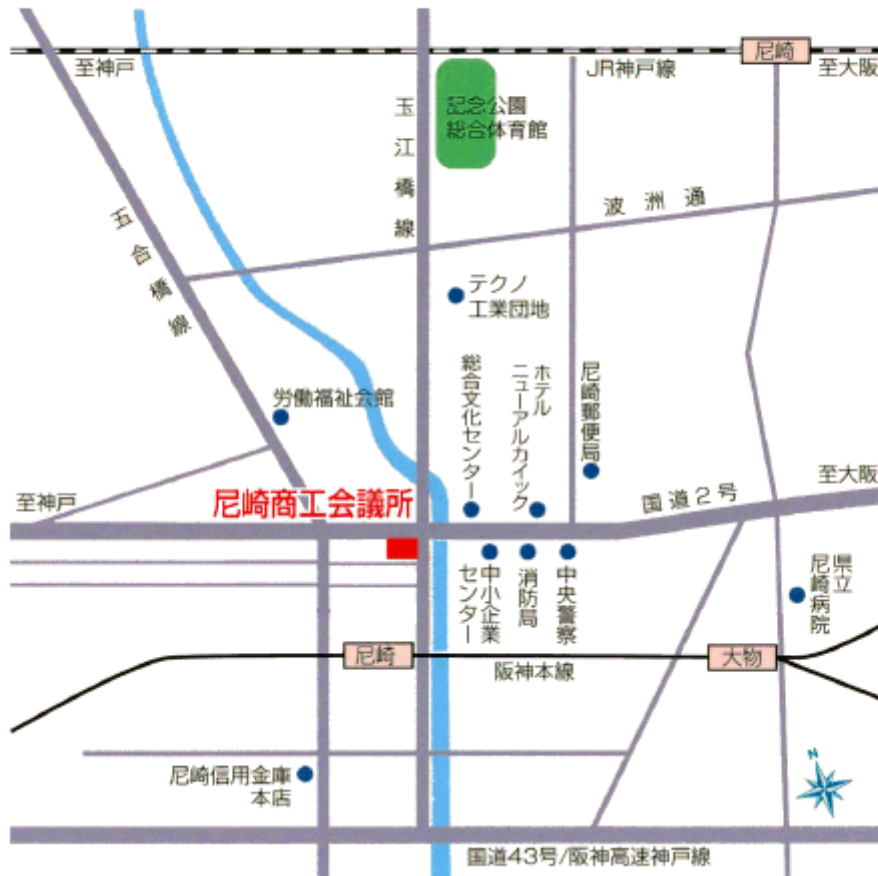 尼崎
至神戸
JR神戸線
至大阪
玉江橋線
記念公園
総合体育館
波洲通
五合橋線
テクノ
工業団地
総合文化センター
ホテル
ニューアルカイック
尼崎郵便局
労働福祉会館
至神戸
尼崎商工会議所
国道2号
至大阪
中小企業
センター
消防局
中央警察
県立
尼崎病院
尼崎
阪神本線
大物
N
尼崎信用金庫
本店
国道43号/阪神高速神戸線